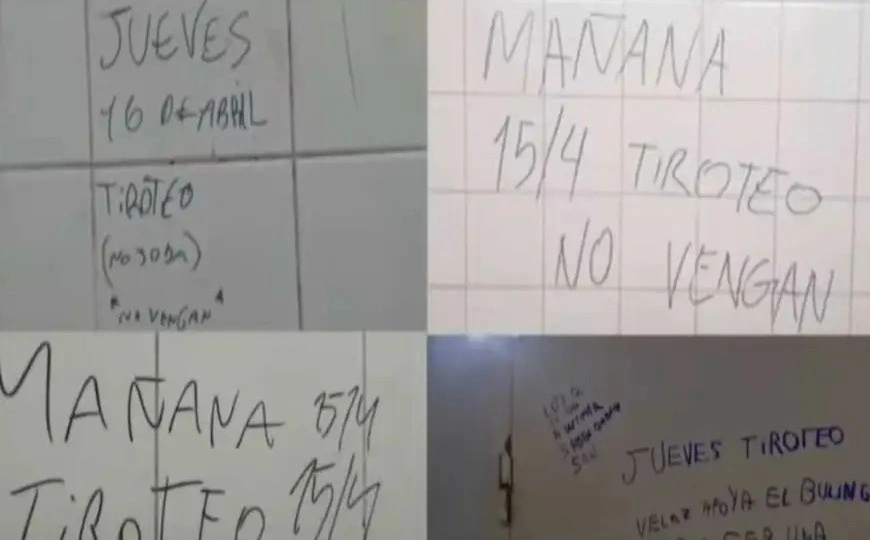 JUEVES
16 DE ABRIL
TIROTEO
(NO JODA)
"NO VENGAN"
MAÑANA
15/4 TIROTEO
NO VENGAN
MAÑANA 15/4
TIROTEO 15/4
JUEVES TIROTEO
APOYA EL BULING